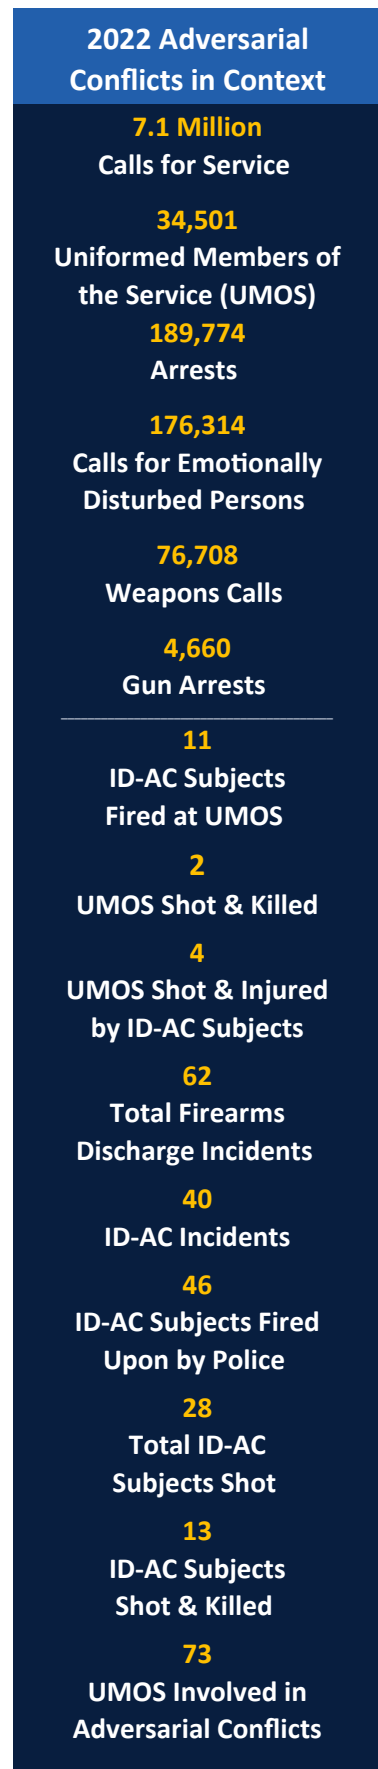 2022 Adversarial
Conflicts in Context
7.1 Million
Calls for Service
34,501
Uniformed Members of
the Service (UMOS)
189,774
Arrests
176,314
Calls for Emotionally
Disturbed Persons
76,708
Weapons Calls
4,660
Gun Arrests
11
ID-AC Subjects
Fired at UMOS
2
UMOS Shot & Killed
4
UMOS Shot & Injured
by ID-AC Subjects
62
Total Firearms
Discharge Incidents
40
ID-AC Incidents
46
ID-AC Subjects Fired
Upon by Police
28
Total ID-AC
Subjects Shot
13
ID-AC Subjects
Shot & Killed
73
UMOS Involved in
Adversarial Conflicts